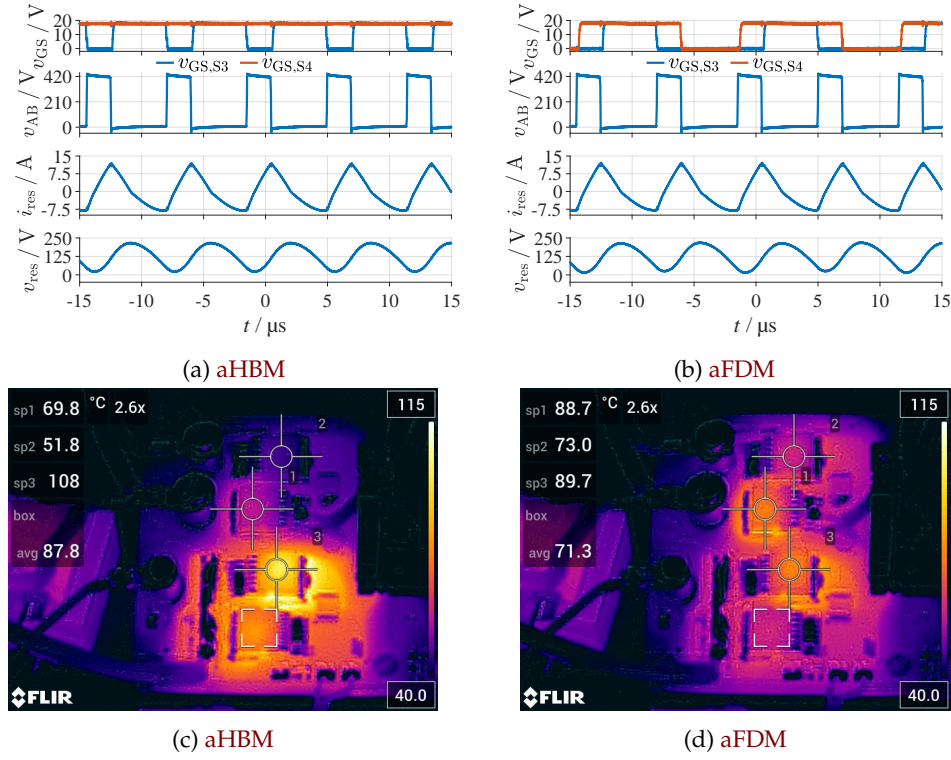 20
10
0
v_GS / V
v_GS,S3 v_GS,S4
420
210
0
v_AB / V
15
7.5
0
-7.5
i_res / A
250
125
0
v_res / V
-15 -10 -5 0 5 10 15
t / µs
(a) aHBM
20
10
0
v_GS / V
v_GS,S3 v_GS,S4
420
210
0
v_AB / V
15
7.5
0
-7.5
i_res / A
250
125
0
v_res / V
-15 -10 -5 0 5 10 15
t / µs
(b) aFDM
sp1 69.8 °C 2.6x 115
sp2 51.8
sp3 108
box
avg 87.8
2
1
3
FLIR 40.0
(c) aHBM
sp1 88.7 °C 2.6x 115
sp2 73.0
sp3 89.7
box
avg 71.3
2
1
3
FLIR 40.0
(d) aFDM